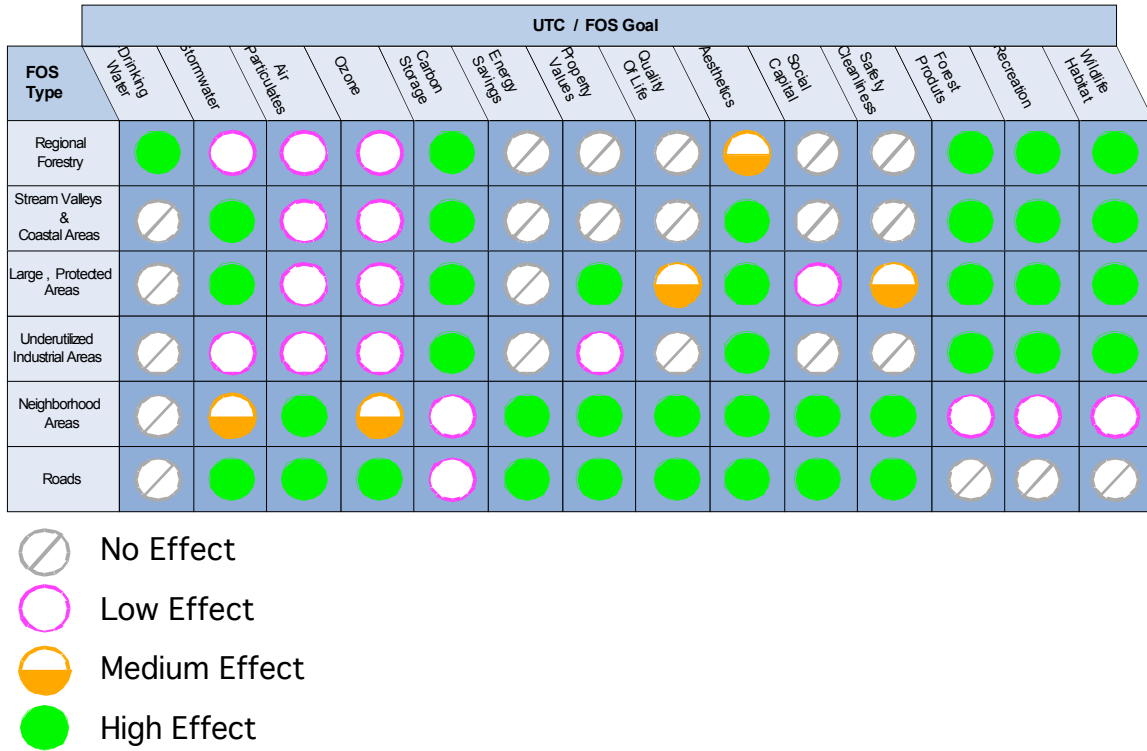 UTC / FOS Goal
FOS
Type
Drinking
Water
Stormwater
Air
Particulates
Ozone
Carbon
Storage
Energy
Savings
Property
Values
Quality
Of Life
Aesthetics
Social
Capital
Safety
Cleanliness
Forest
Produts
Recreation
Wildlife
Habitat
Regional
Forestry
Stream Valleys
&
Coastal Areas
Large , Protected
Areas
Underutilized
Industrial Areas
Neighborhood
Areas
Roads
No Effect
Low Effect
Medium Effect
High Effect